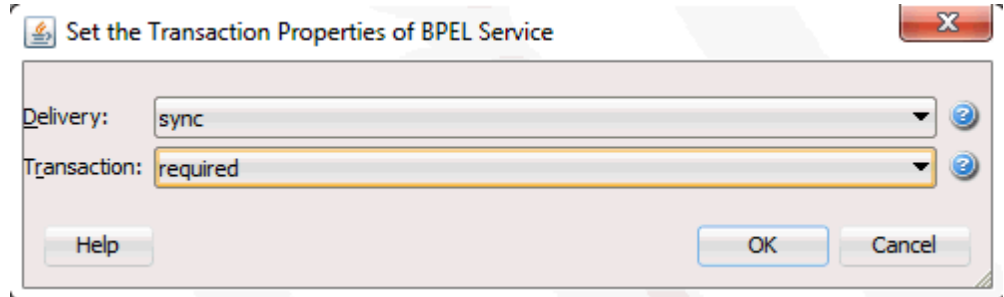 Set the Transaction Properties of BPEL Service
Delivery: sync
Transaction: required
Help OK Cancel